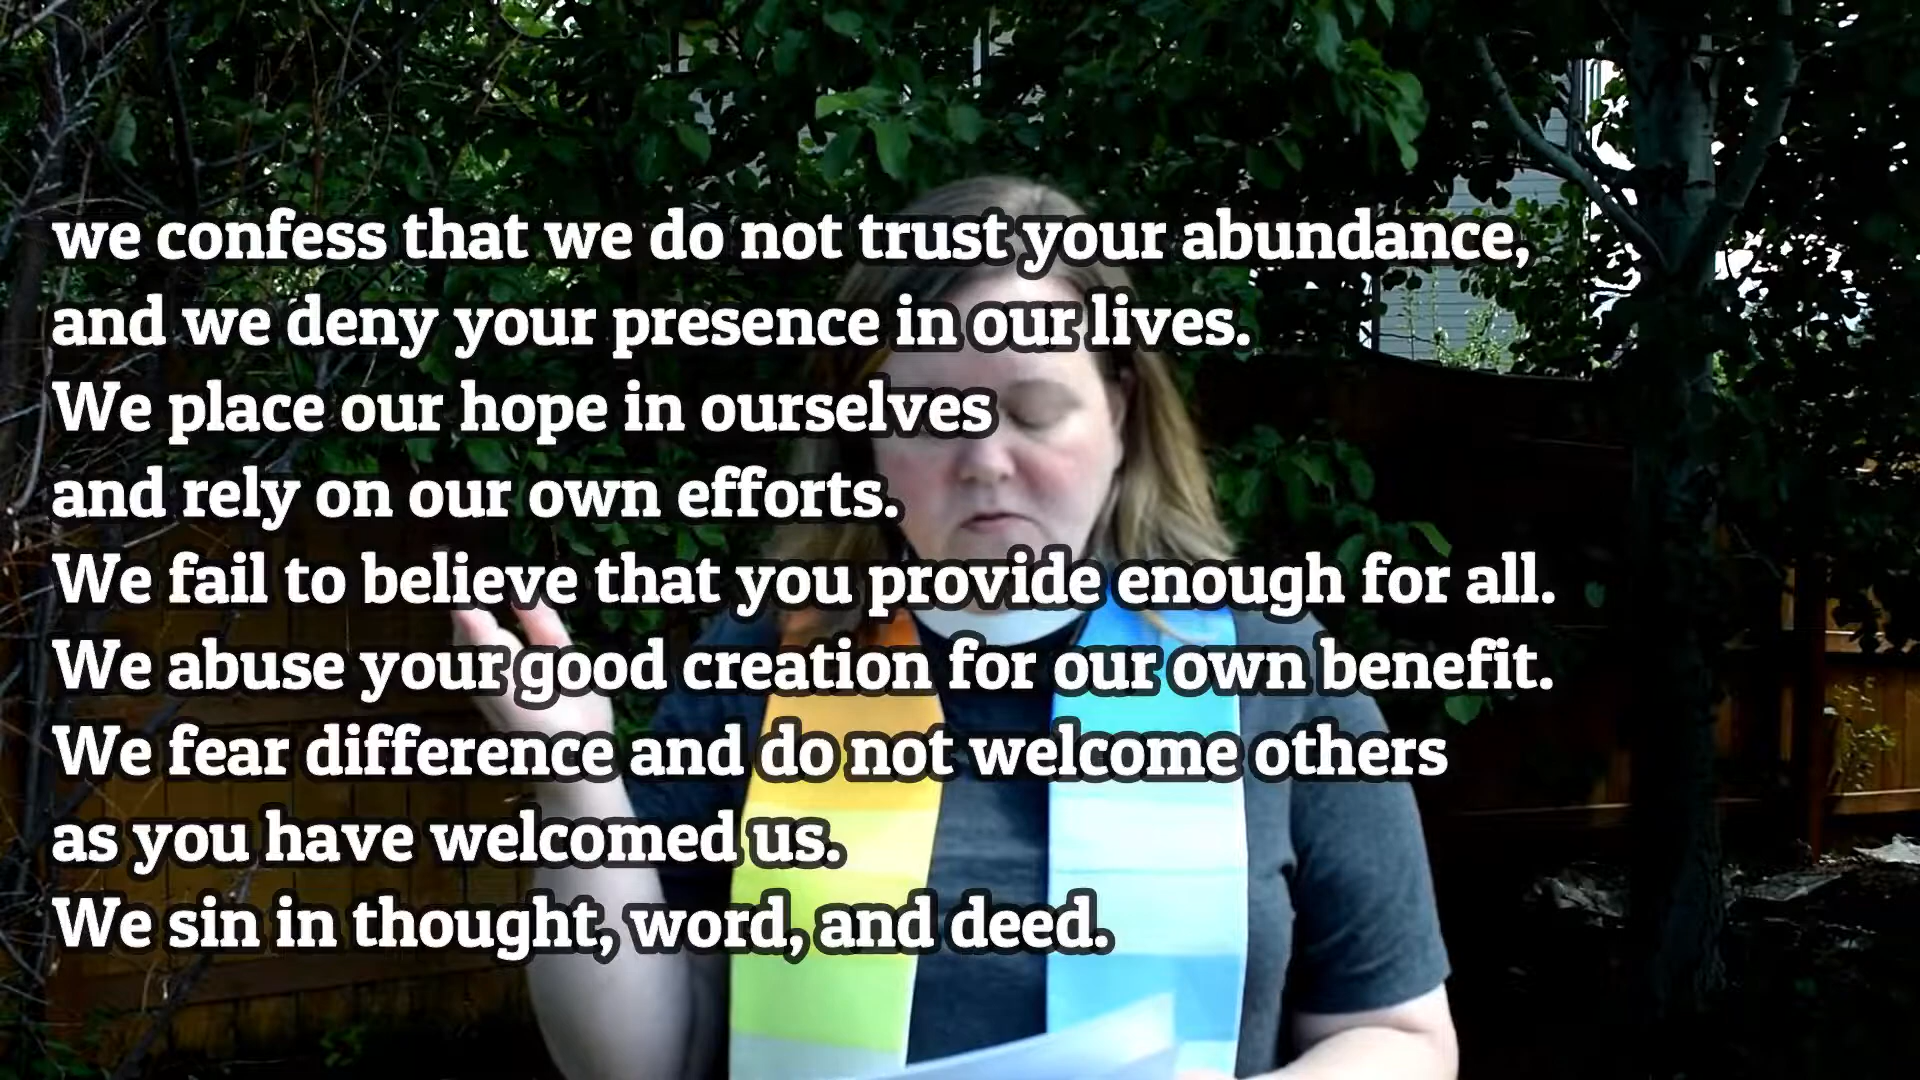 we confess that we do not trust your abundance,
and we deny your presence in our lives.
We place our hope in ourselves
and rely on our own efforts.
We fail to believe that you provide enough for all.
We abuse your good creation for our own benefit.
We fear difference and do not welcome others
as you have welcomed us.
We sin in thought, word, and deed.